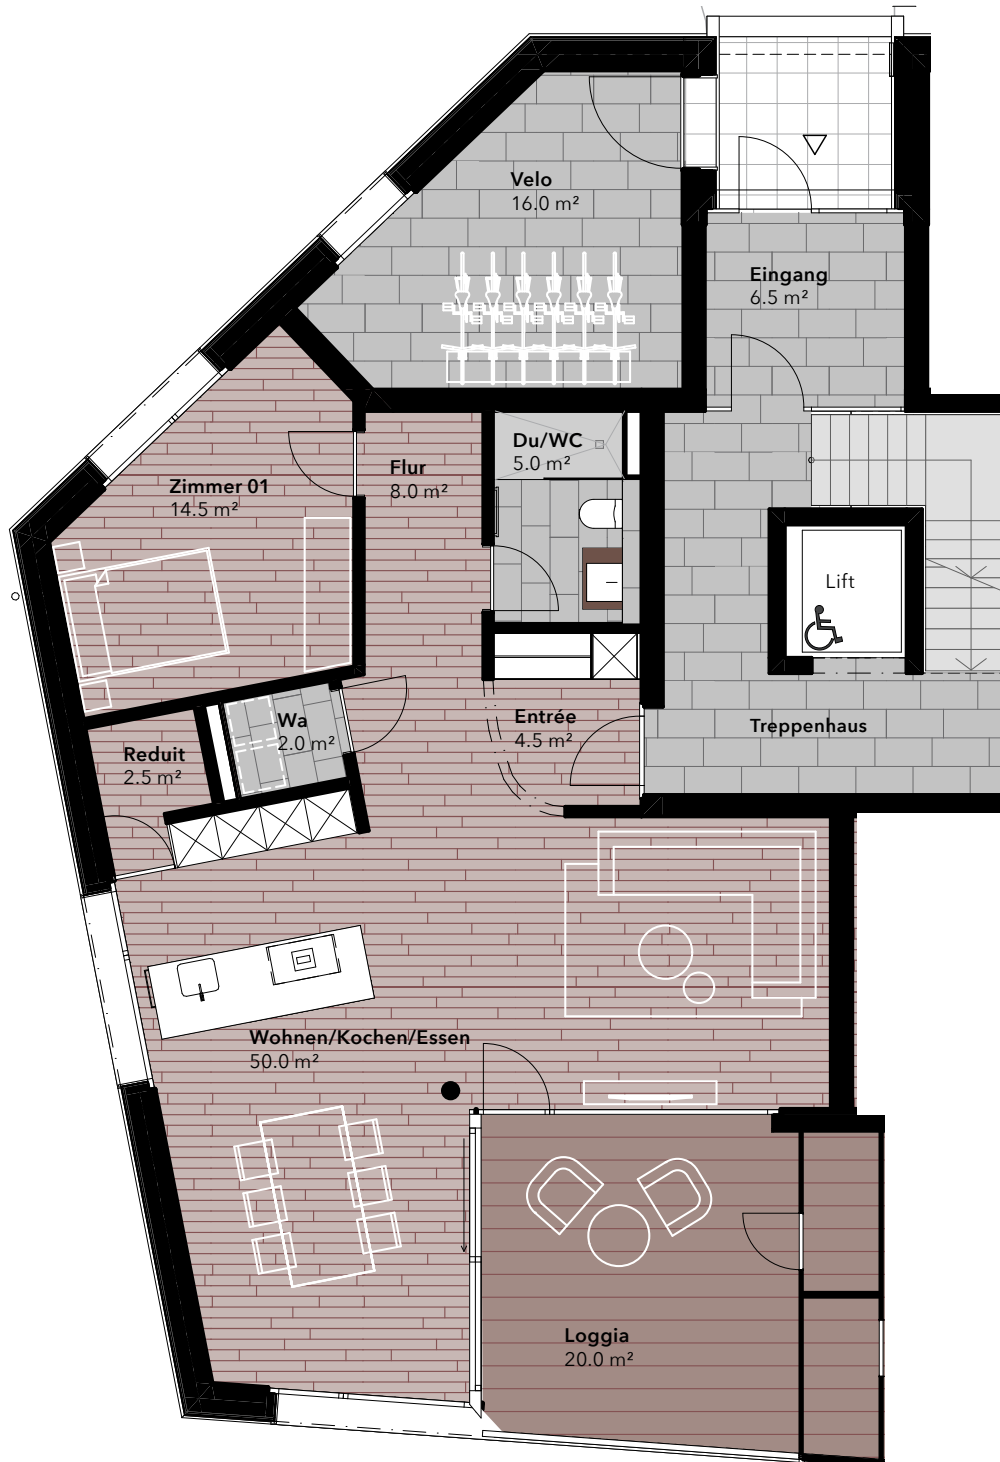 Velo
16.0 m²
Eingang
6.5 m²
Du/WC
5.0 m²
Flur
8.0 m²
Zimmer 01
14.5 m²
Lift
Wa
2.0 m²
Entrée
4.5 m²
Treppenhaus
Reduit
2.5 m²
Wohnen/Kochen/Essen
50.0 m²
Loggia
20.0 m²